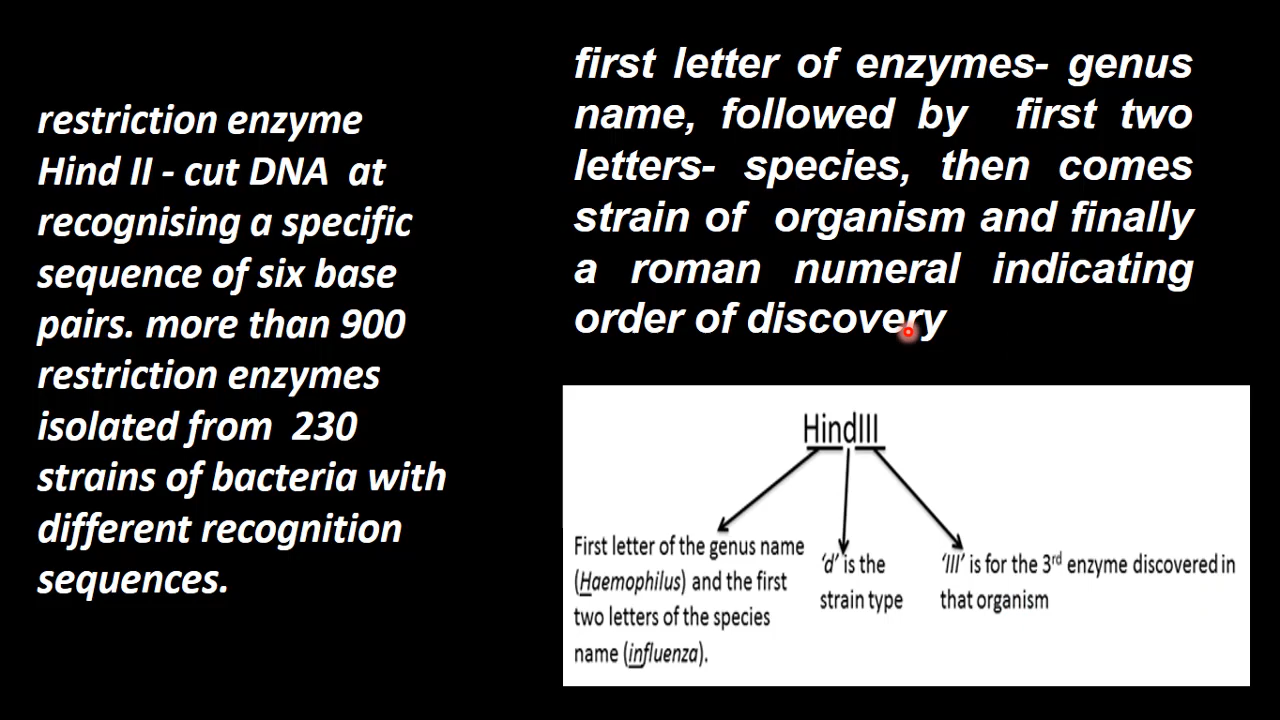 restriction enzyme
Hind II - cut DNA at
recognising a specific
sequence of six base
pairs. more than 900
restriction enzymes
isolated from 230
strains of bacteria with
different recognition
sequences.
first letter of enzymes- genus
name, followed by first two
letters- species, then comes
strain of organism and finally
a roman numeral indicating
order of discovery
HindIII
First letter of the genus name
(Haemophilus) and the first
two letters of the species
name (influenza).
'd' is the
strain type
'III' is for the 3rd enzyme discovered in
that organism